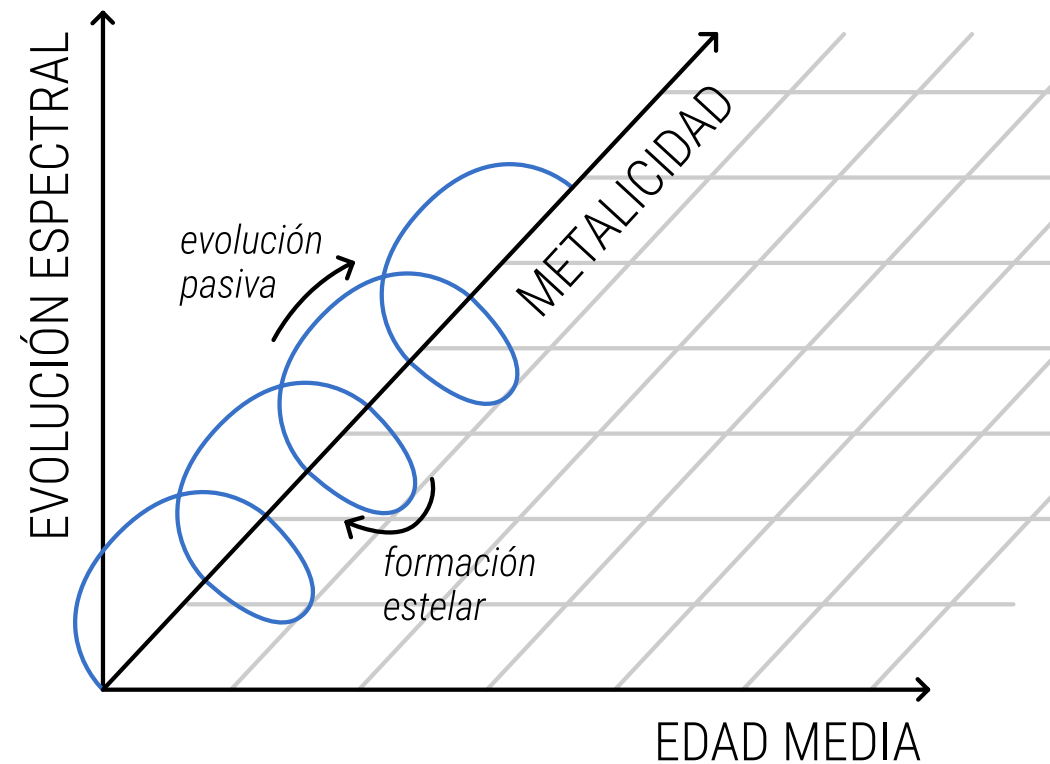 EVOLUCIÓN ESPECTRAL
METALICIDAD
evolución
pasiva
formación
estelar
EDAD MEDIA